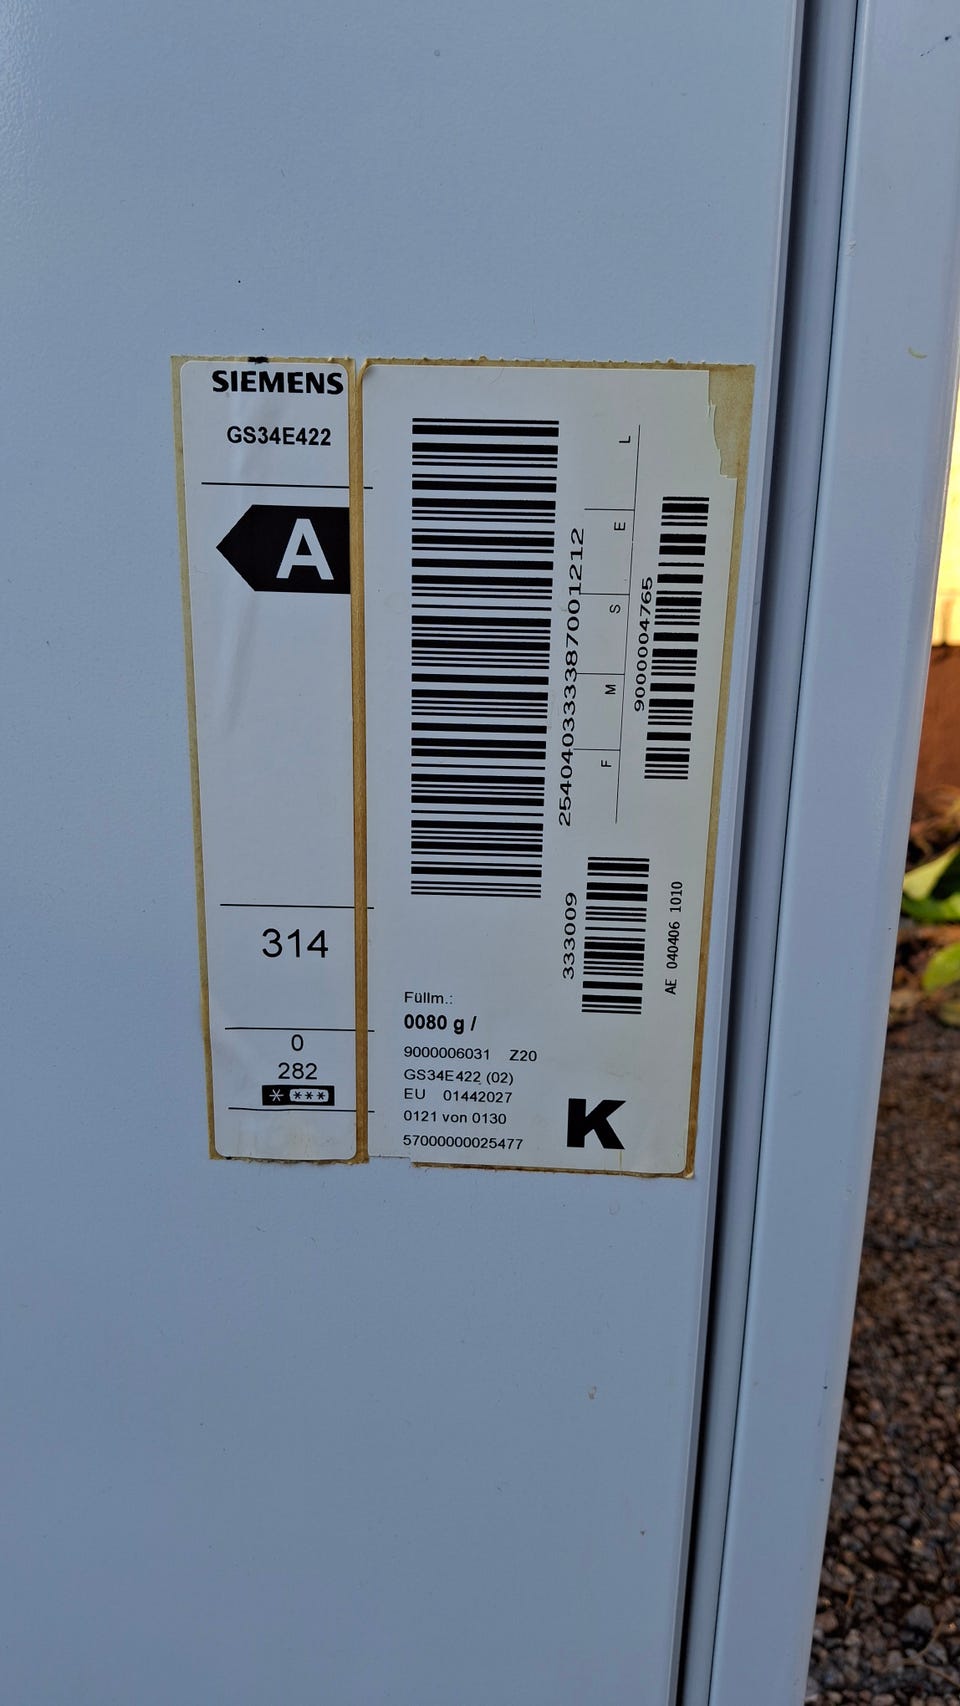 SIEMENS
GS34E422
A
314
0
282
* ***
254040333387001212
L
E
S
M
F
9000004765
333009
AE 040406 1010
Füllm.:
0080 g /
9000006031 Z20
GS34E422 (02)
EU 01442027
0121 von 0130
57000000025477
K